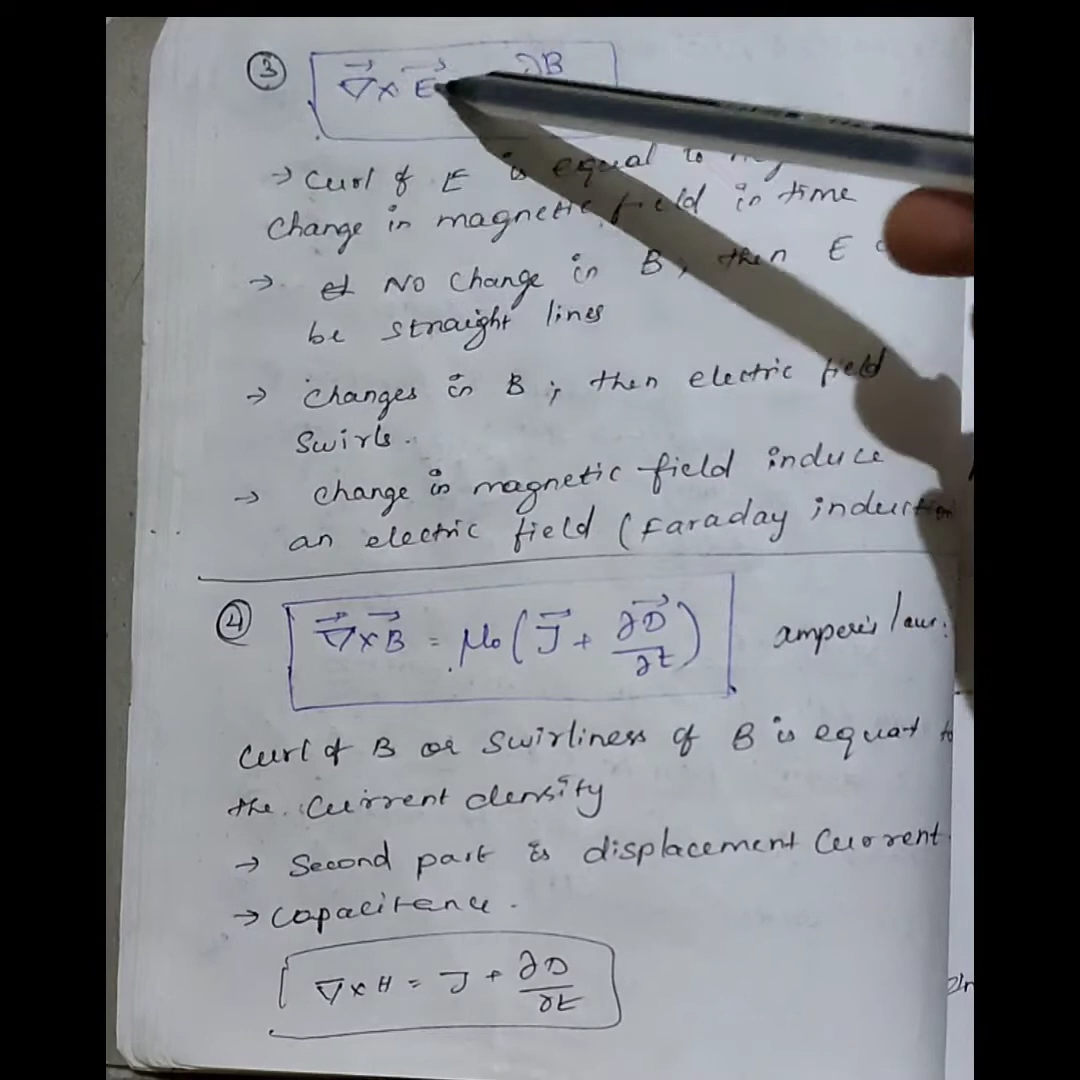 ③ ∇⃗ × E⃗ ∂B
→ curl of E is equal to
change in magnetic field in time
→ No change in B, then E
be straight lines
→ changes in B, then electric field
swirls.
→ change in magnetic field induce
an electric field (Faraday induction
④ ∇⃗ × B⃗ = μ₀ (J⃗ + ∂D⃗/∂t) ampere's law:
curl of B or swirliness of B is equal to
the current density
→ second part is displacement current
→ capacitance.
∇ × H = J + ∂D/∂t